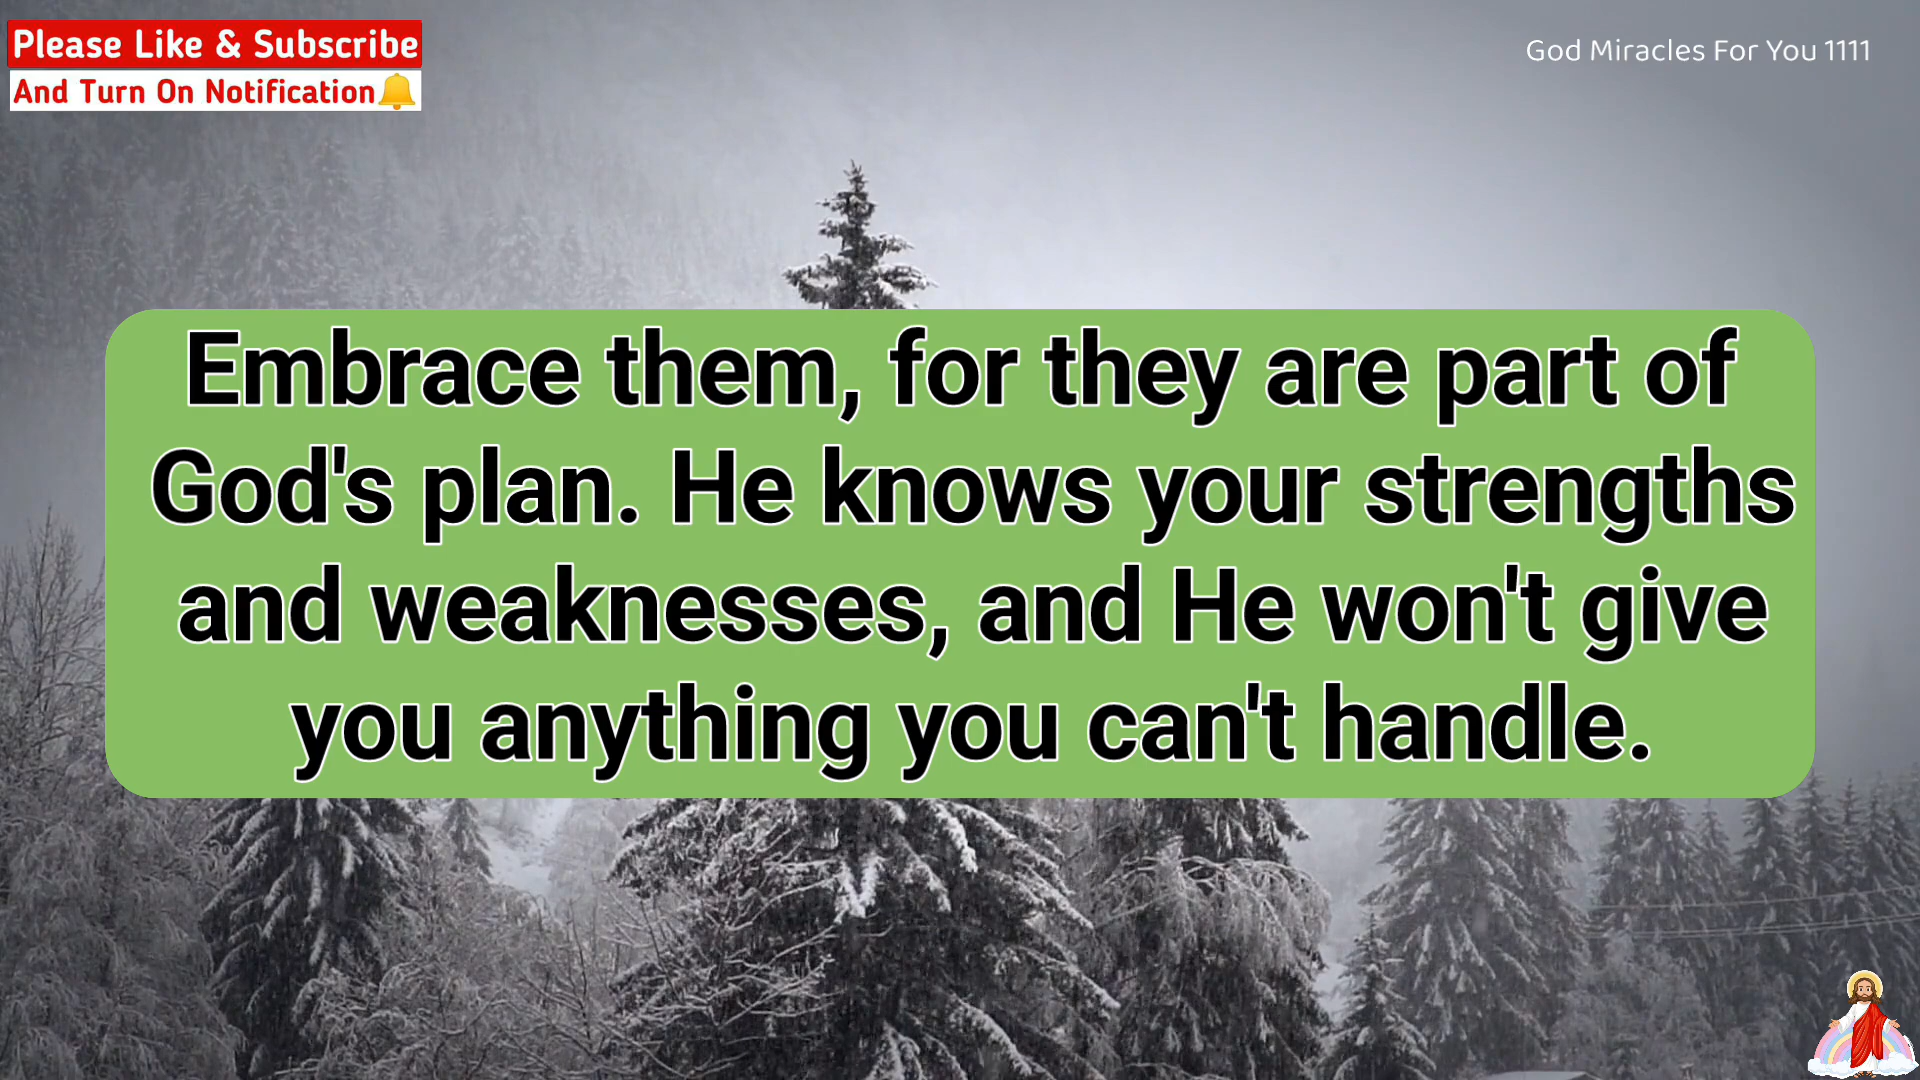 Please Like & Subscribe
And Turn On Notification🔔
God Miracles For You 1111
Embrace them, for they are part of
God's plan. He knows your strengths
and weaknesses, and He won't give
you anything you can't handle.